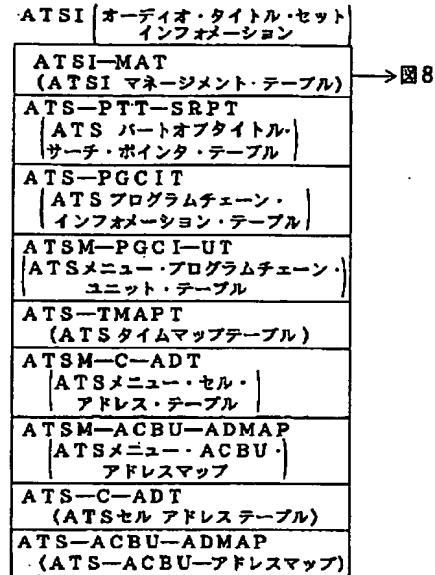 ATSI(オーディオ・タイトル・セット
インフォメーション)
ATSI—MAT
(ATSI マネージメント・テーブル)
→図8
ATS—PTT—SRPT
(ATS パートオブタイトル・
サーチ・ポインタ・テーブル)
ATS—PGCIT
(ATS プログラムチェーン・
インフォメーション・テーブル)
ATSM—PGCI—UT
(ATSメニュー・プログラムチェーン・
ユニット・テーブル)
ATS—TMAPT
(ATSタイムマップテーブル)
ATSM—C—ADT
(ATSメニュー・セル・
アドレス・テーブル)
ATSM—ACBU—ADMAP
(ATSメニュー・ACBU・
アドレスマップ)
ATS—C—ADT
(ATSセル アドレステーブル)
ATS—ACBU—ADMAP
(ATS—ACBU—アドレスマップ)